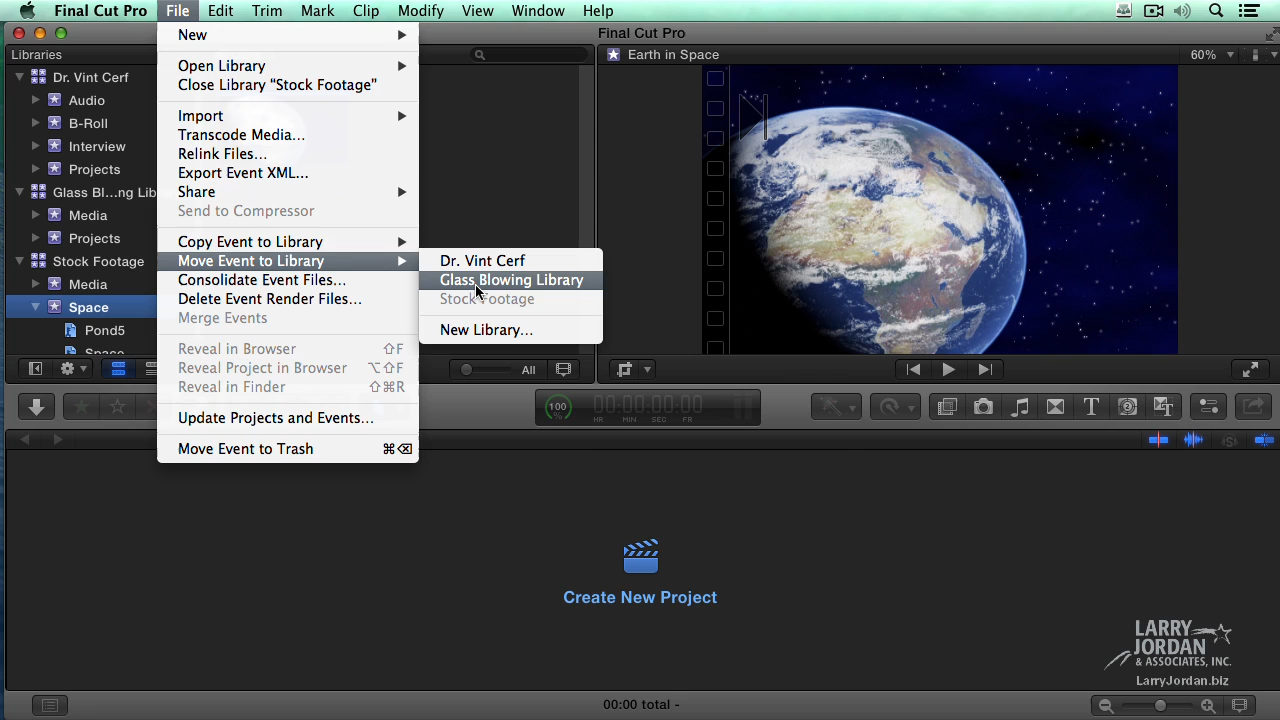 Final Cut Pro File Edit Trim Mark Clip Modify View Window Help
Final Cut Pro
Libraries
Earth in Space
60%
Dr. Vint Cerf
Audio
B-Roll
Interview
Projects
Glass Bl...ng Lib
Media
Projects
Stock Footage
Media
Space
Pond5
Space
New
Open Library
Close Library "Stock Footage"
Import
Transcode Media...
Relink Files...
Export Event XML...
Share
Send to Compressor
Copy Event to Library
Move Event to Library
Consolidate Event Files...
Delete Event Render Files...
Merge Events
Reveal in Browser ⇧F
Reveal Project in Browser ⌥⇧F
Reveal in Finder ⇧⌘R
Update Projects and Events...
Move Event to Trash ⌘⌫
Dr. Vint Cerf
Glass Blowing Library
Stock Footage
New Library...
All
100
%
00:00:00:00
HR MIN SEC FR
Create New Project
LARRY
JORDAN
& ASSOCIATES, INC.
LarryJordan.biz
00:00 total -